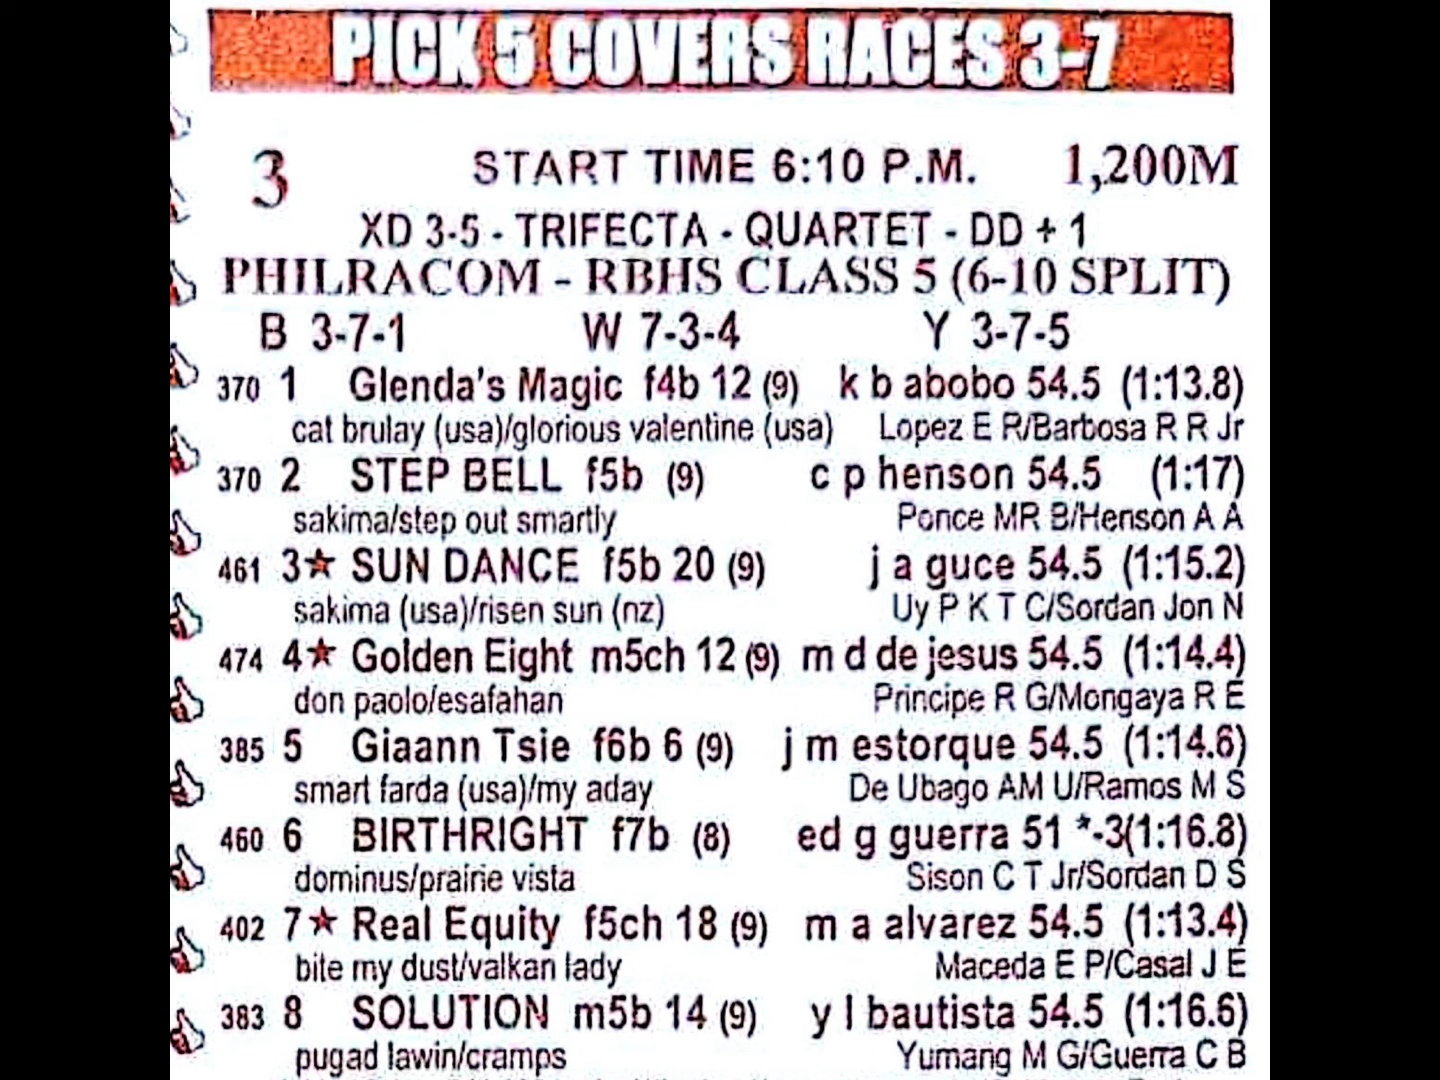 PICK 5 COVERS RACES 3-7
3 START TIME 6:10 P.M. 1,200M
XD 3-5 - TRIFECTA - QUARTET - DD + 1
PHILRACOM - RBHS CLASS 5 (6-10 SPLIT)
B 3-7-1 W 7-3-4 Y 3-7-5
370 1 Glenda's Magic f4b 12 (9) k b abobo 54.5 (1:13.8)
cat brulay (usa)/glorious valentine (usa) Lopez E R/Barbosa R R Jr
370 2 STEP BELL f5b (9) c p henson 54.5 (1:17)
sakima/step out smartly Ponce MR B/Henson A A
461 3★ SUN DANCE f5b 20 (9) j a guce 54.5 (1:15.2)
sakima (usa)/risen sun (nz) Uy P K T C/Sordan Jon N
474 4★ Golden Eight m5ch 12 (9) m d de jesus 54.5 (1:14.4)
don paolo/esafahan Principe R G/Mongaya R E
385 5 Giaann Tsie f6b 6 (9) j m estorque 54.5 (1:14.6)
smart farda (usa)/my aday De Ubago AM U/Ramos M S
460 6 BIRTHRIGHT f7b (8) ed g guerra 51 *-3(1:16.8)
dominus/prairie vista Sison C T Jr/Sordan D S
402 7★ Real Equity f5ch 18 (9) m a alvarez 54.5 (1:13.4)
bite my dust/valkan lady Maceda E P/Casal J E
383 8 SOLUTION m5b 14 (9) y l bautista 54.5 (1:16.6)
pugad lawin/cramps Yumang M G/Guerra C B